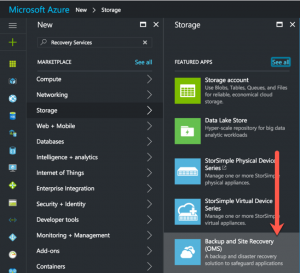 Microsoft Azure New > Storage
New
Storage
Recovery Services
MARKETPLACE See all
Compute
Networking
Storage
Web + Mobile
Databases
Intelligence + analytics
Internet of Things
Enterprise Integration
Security + Identity
Developer tools
Monitoring + Management
Add-ons
Containers
FEATURED APPS See all
Storage account
Use Blobs, Tables, Queues, and Files
for reliable, economical cloud
storage.
Data Lake Store
Hyper-scale repository for big data
analytic workloads
StorSimple Physical Device
Series
Manage one or more StorSimple
physical appliances.
StorSimple Virtual Device
Series
Manage one or more StorSimple
virtual appliances.
Backup and Site Recovery
(OMS)
A backup and disaster recovery
solution to safeguard applications